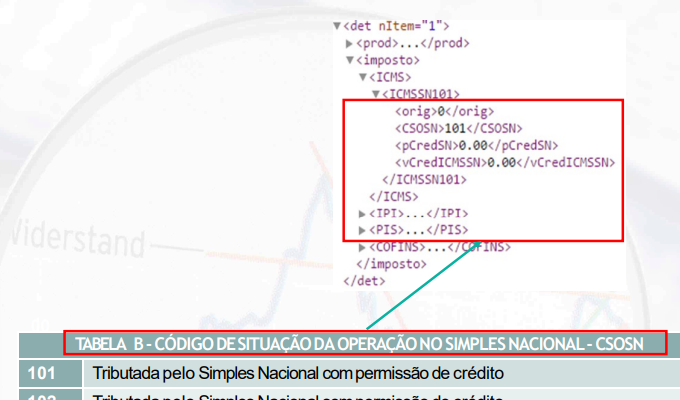 ▼<det nItem="1">
▶<prod>...</prod>
▼<imposto>
▼<ICMS>
▼<ICMSSN101>
<orig>0</orig>
<CSOSN>101</CSOSN>
<pCredSN>0.00</pCredSN>
<vCredICMSSN>0.00</vCredICMSSN>
</ICMSSN101>
</ICMS>
▶<IPI>...</IPI>
▶<PIS>...</PIS>
▶<COFINS>...</COFINS>
</imposto>
</det>
Widerstand
TABELA B - CÓDIGO DE SITUAÇÃO DA OPERAÇÃO NO SIMPLES NACIONAL - CSOSN
101 Tributada pelo Simples Nacional com permissão de crédito